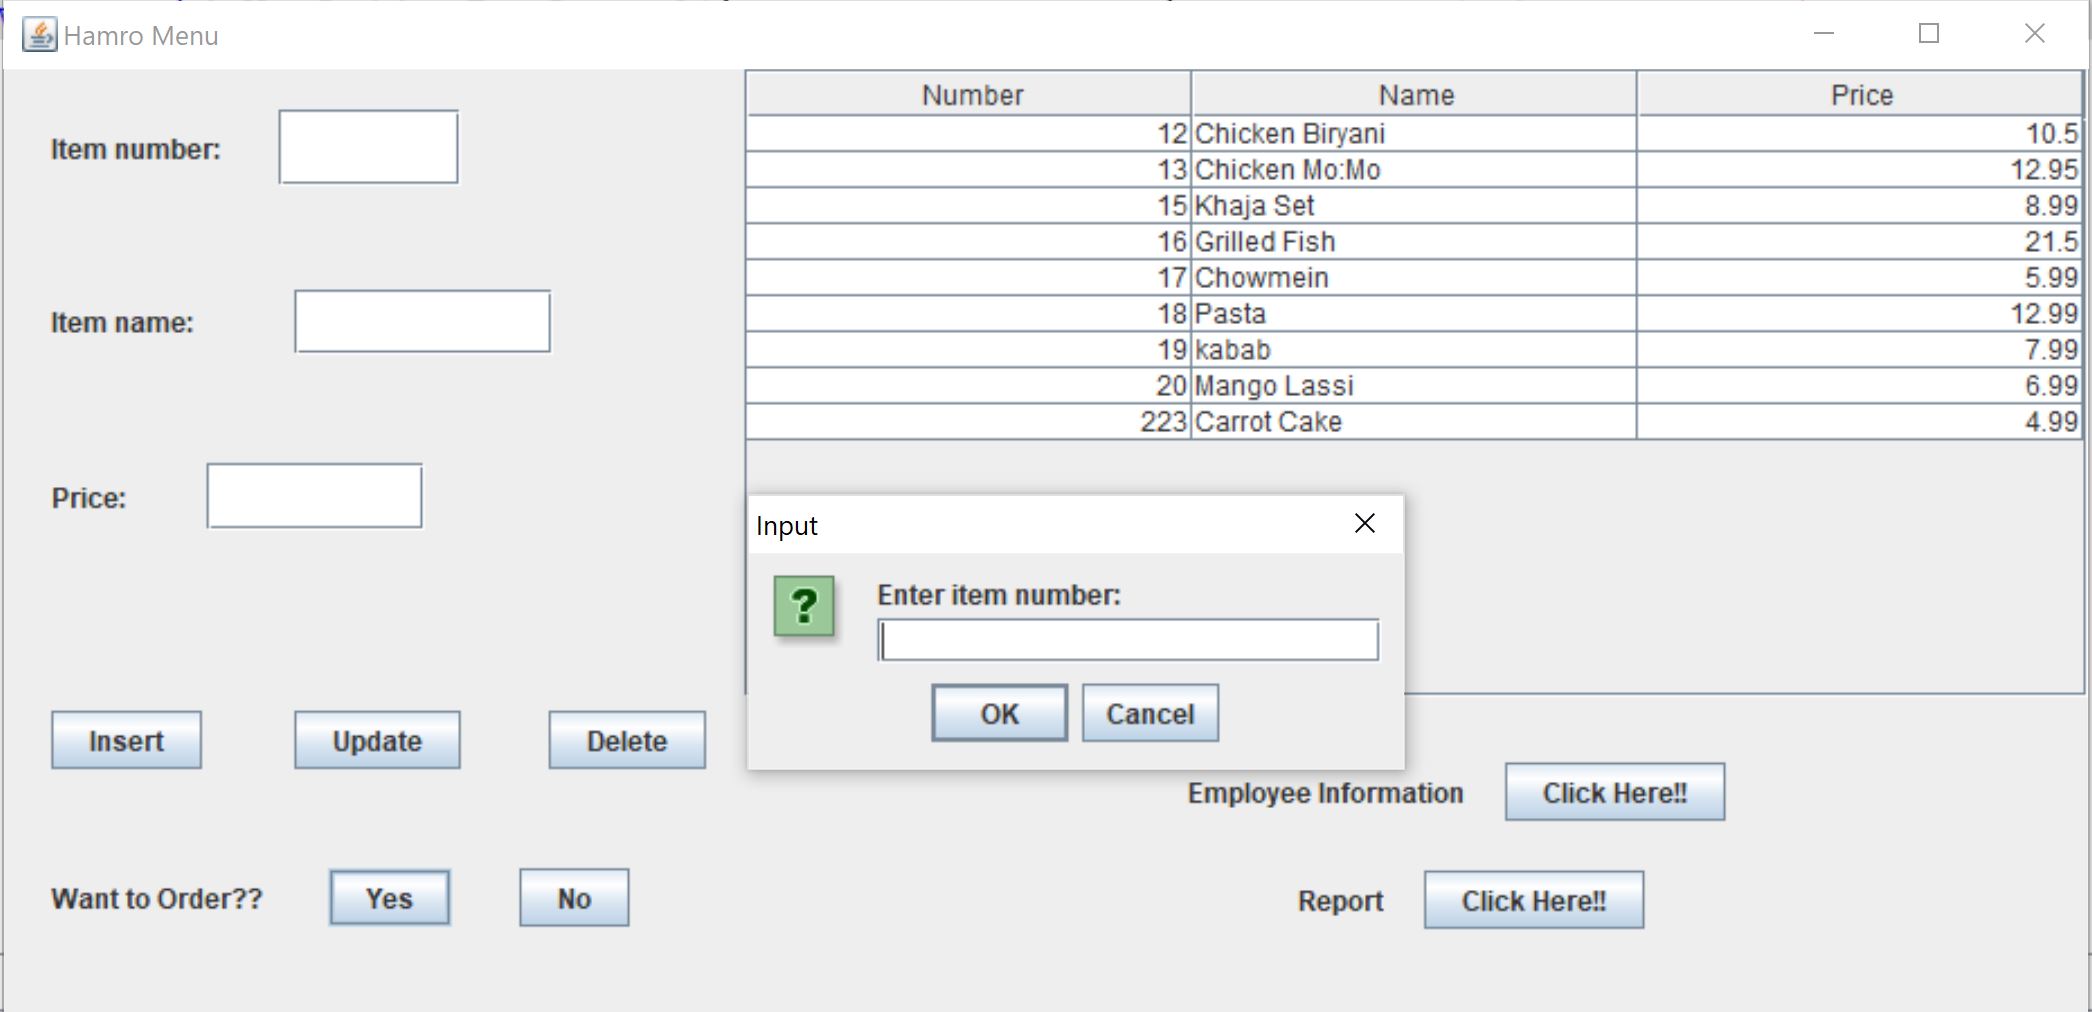 Hamro Menu
Item number:
Item name:
Price:
Number Name Price
12 Chicken Biryani 10.5
13 Chicken Mo:Mo 12.95
15 Khaja Set 8.99
16 Grilled Fish 21.5
17 Chowmein 5.99
18 Pasta 12.99
19 kabab 7.99
20 Mango Lassi 6.99
223 Carrot Cake 4.99
Input
?
Enter item number:
OK Cancel
Insert Update Delete
Employee Information Click Here!!
Want to Order?? Yes No
Report Click Here!!